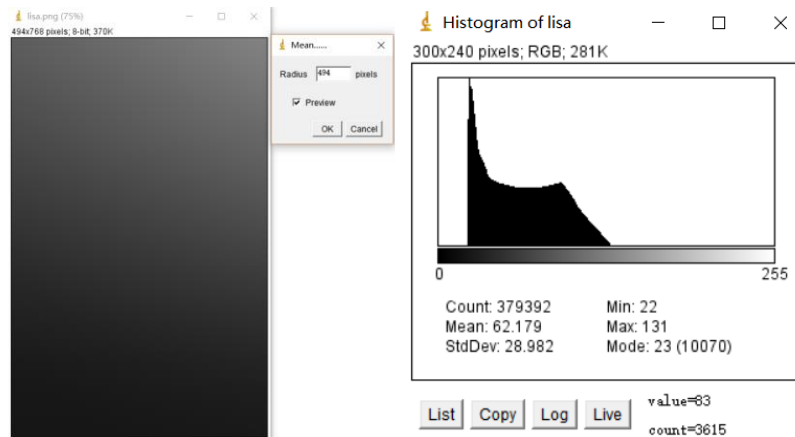 lisa.png (75%)
494x768 pixels; 8-bit; 370K
Mean......
Radius 494 pixels
Preview
OK Cancel
Histogram of lisa
300x240 pixels; RGB; 281K
0 255
Count: 379392 Min: 22
Mean: 62.179 Max: 131
StdDev: 28.982 Mode: 23 (10070)
List Copy Log Live value=83
count=3615